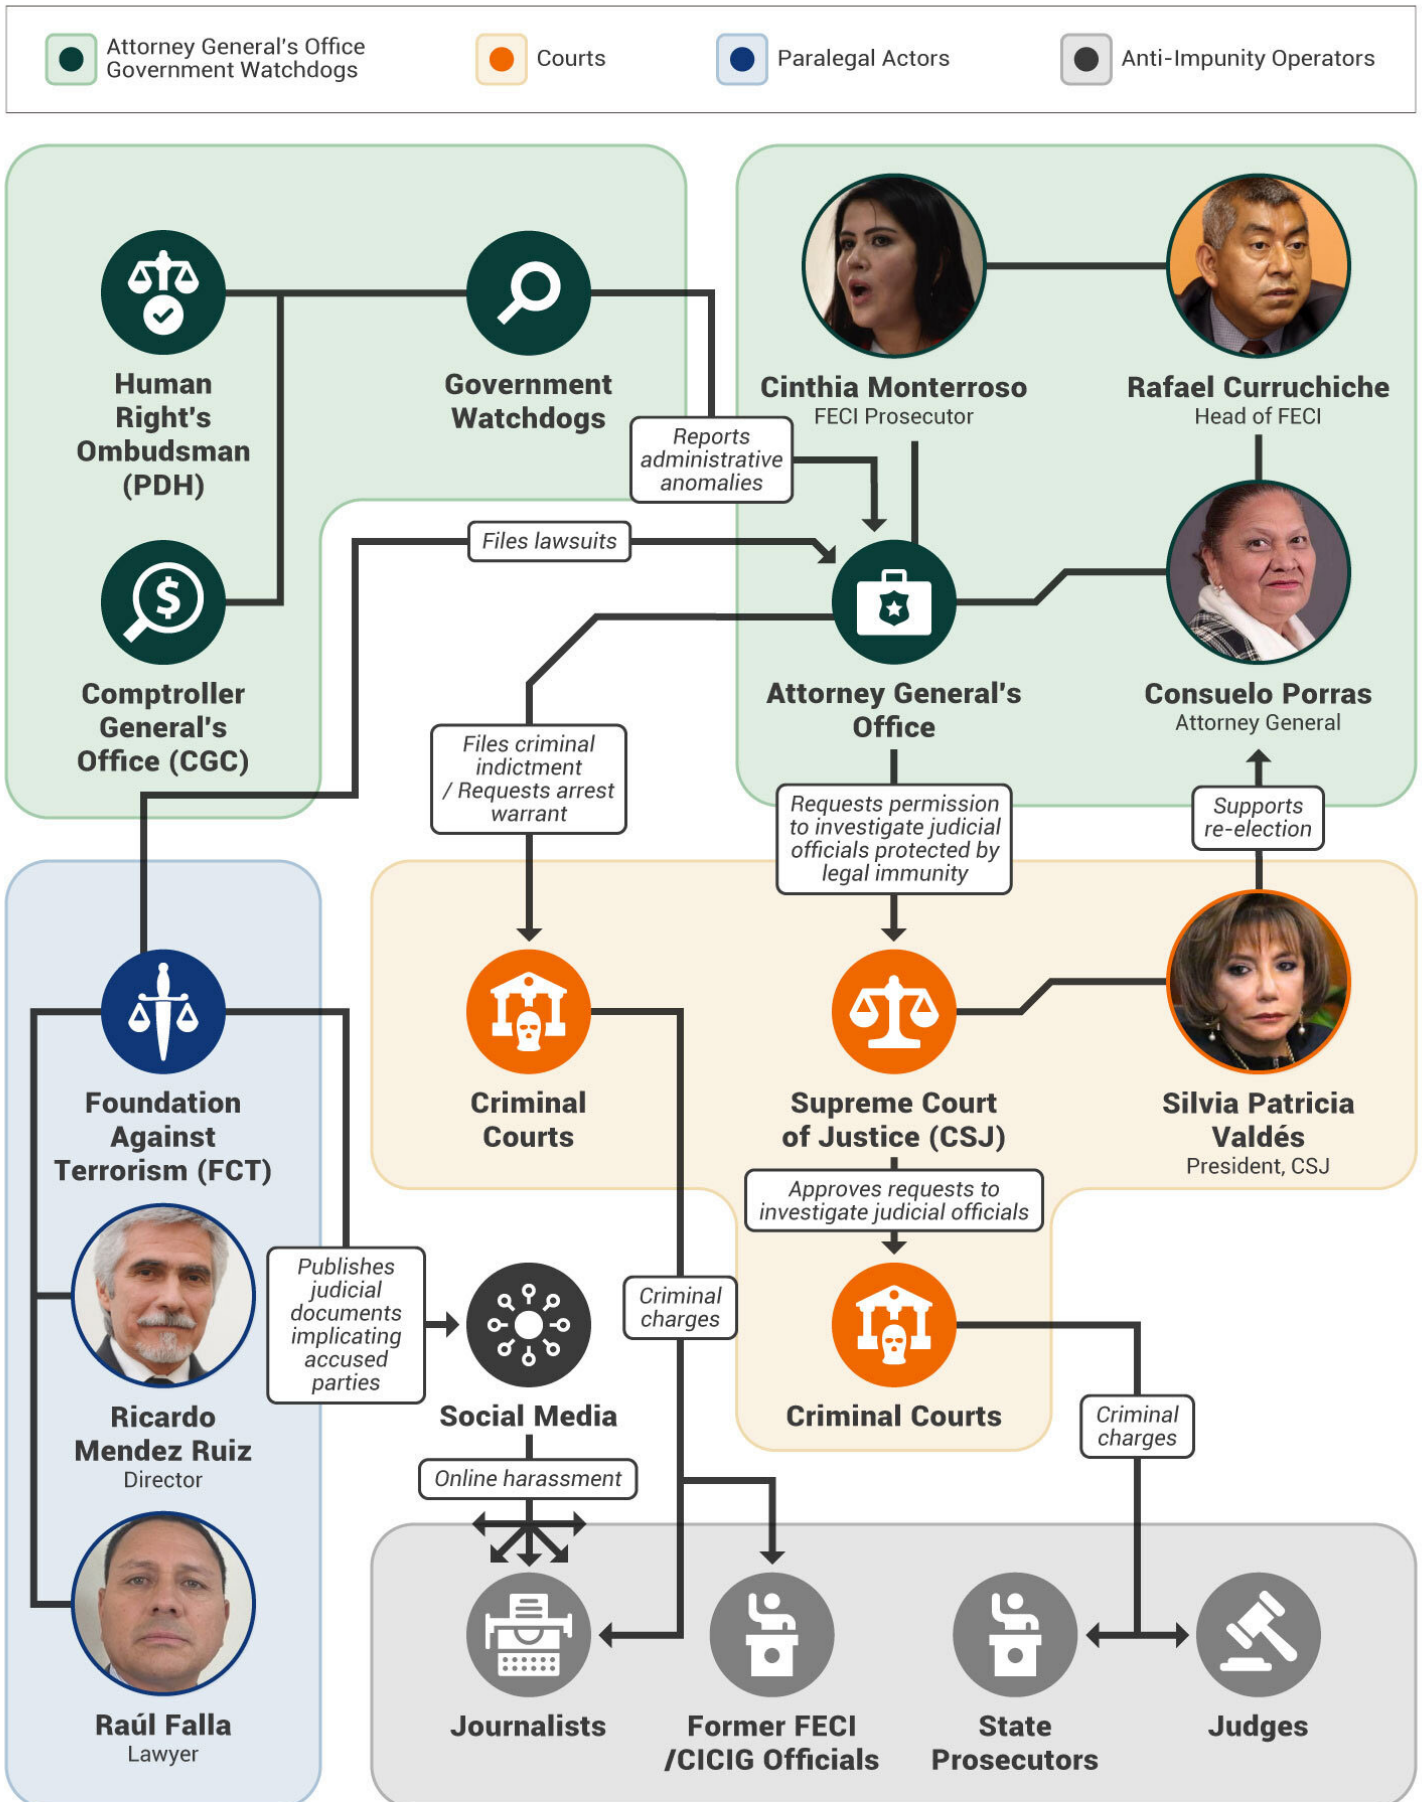 Attorney General's Office
Government Watchdogs
Courts
Paralegal Actors
Anti-Impunity Operators
Human
Right's
Ombudsman
(PDH)
Government
Watchdogs
Cinthia Monterroso
FECI Prosecutor
Rafael Curruchiche
Head of FECI
Reports
administrative
anomalies
Files lawsuits
Comptroller
General's
Office (CGC)
Attorney General's
Office
Consuelo Porras
Attorney General
Files criminal
indictment
/ Requests arrest
warrant
Requests permission
to investigate judicial
officials protected by
legal immunity
Supports
re-election
Foundation
Against
Terrorism (FCT)
Criminal
Courts
Supreme Court
of Justice (CSJ)
Silvia Patricia
Valdés
President, CSJ
Approves requests to
investigate judicial officials
Publishes
judicial
documents
implicating
accused
parties
Criminal
charges
Ricardo
Mendez Ruiz
Director
Social Media
Criminal Courts
Criminal
charges
Online harassment
Raúl Falla
Lawyer
Journalists
Former FECI
/CICIG Officials
State
Prosecutors
Judges